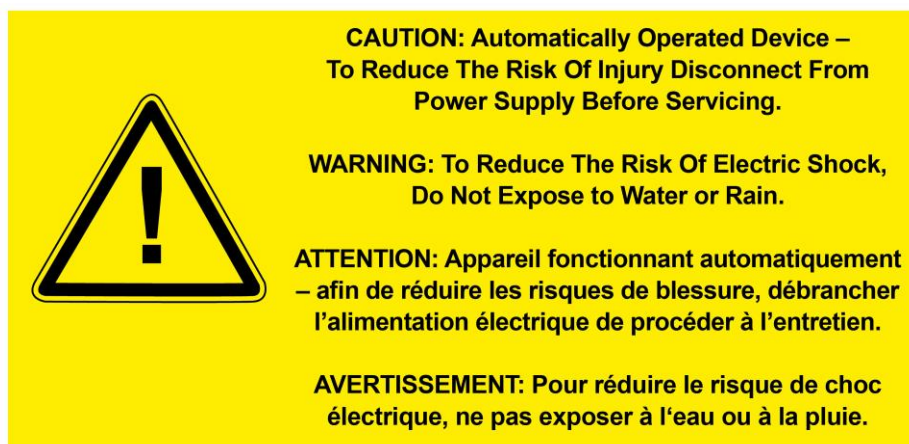 CAUTION: Automatically Operated Device –
To Reduce The Risk Of Injury Disconnect From
Power Supply Before Servicing.
WARNING: To Reduce The Risk Of Electric Shock,
Do Not Expose to Water or Rain.
ATTENTION: Appareil fonctionnant automatiquement
– afin de réduire les risques de blessure, débrancher
l’alimentation électrique de procéder à l’entretien.
AVERTISSEMENT: Pour réduire le risque de choc
électrique, ne pas exposer à l‘eau ou à la pluie.